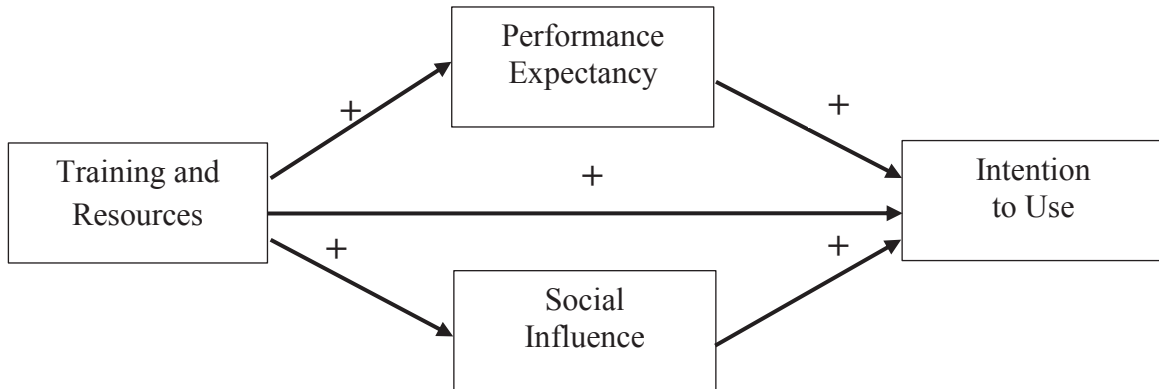 Performance
Expectancy
+
+
Training and
Resources
+
Intention
to Use
+
+
Social
Influence